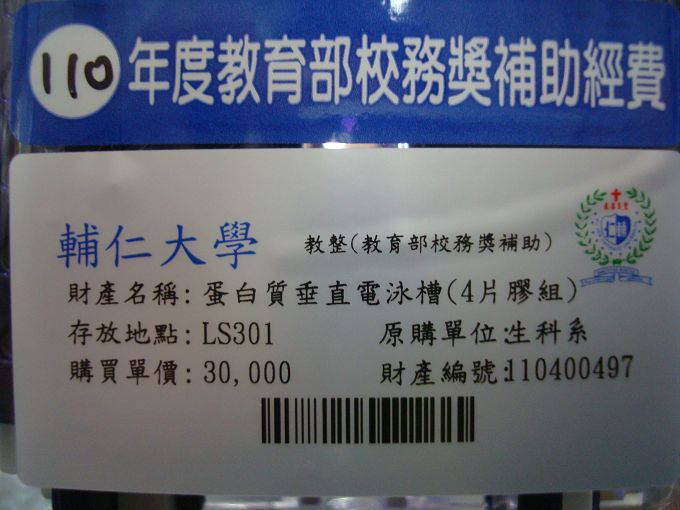 110年度教育部校務獎補助經費
輔仁大學 教整(教育部校務獎補助)
財產名稱: 蛋白質垂直電泳槽(4片膠組)
存放地點: LS301 原購單位:生科系
購買單價: 30,000 財產編號:110400497